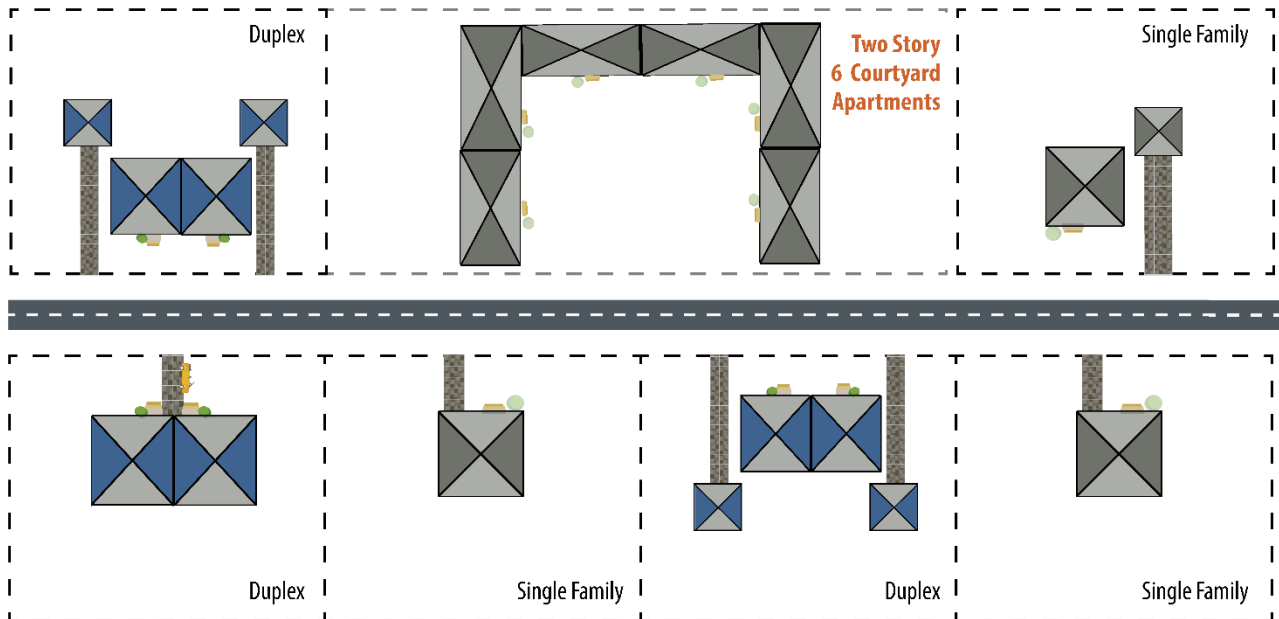 Duplex
Two Story
6 Courtyard
Apartments
Single Family
Duplex
Single Family
Duplex
Single Family